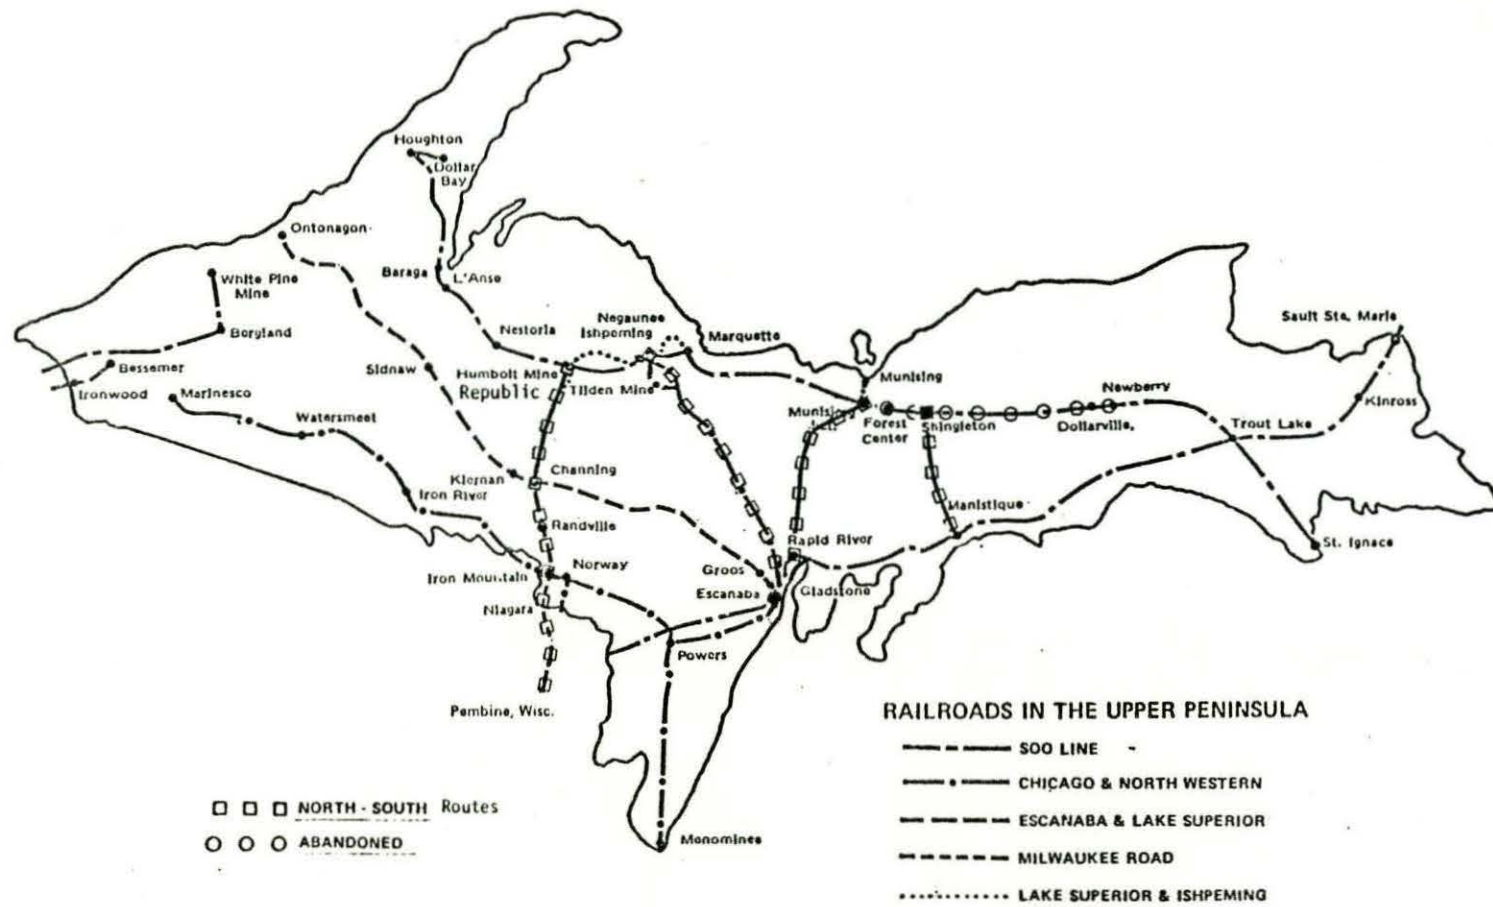 Houghton
Dollar
Bay
Ontonagon
Baraga
L'Anse
White Pine
Mine
Bergland
Nestoria
Negaunee
Ishpeming
Marquette
Sault Ste. Marie
Bessemer
Ironwood
Marinesco
Sidnaw
Humbolt Mine
Republic
Tilden Mine
Munising
Newberry
Kinross
Watersmeet
Forest
Center
Shingleton
Dollarville.
Trout Lake
Kiernan
Channing
Iron River
Manistique
Randville
Rapid River
St. Ignace
Iron Mountain
Norway
Groos
Escanaba
Gladstone
Niagara
Powers
Pembine, Wisc.
Menominee
RAILROADS IN THE UPPER PENINSULA
SOO LINE
CHICAGO & NORTH WESTERN
ESCANABA & LAKE SUPERIOR
MILWAUKEE ROAD
LAKE SUPERIOR & ISHPEMING
NORTH - SOUTH Routes
ABANDONED